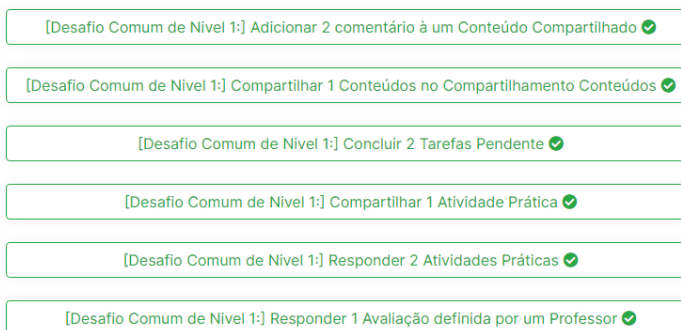 [Desafio Comum de Nivel 1:] Adicionar 2 comentário à um Conteúdo Compartilhado
[Desafio Comum de Nivel 1:] Compartilhar 1 Conteúdos no Compartilhamento Conteúdos
[Desafio Comum de Nivel 1:] Concluir 2 Tarefas Pendente
[Desafio Comum de Nivel 1:] Compartilhar 1 Atividade Prática
[Desafio Comum de Nivel 1:] Responder 2 Atividades Práticas
[Desafio Comum de Nivel 1:] Responder 1 Avaliação definida por um Professor